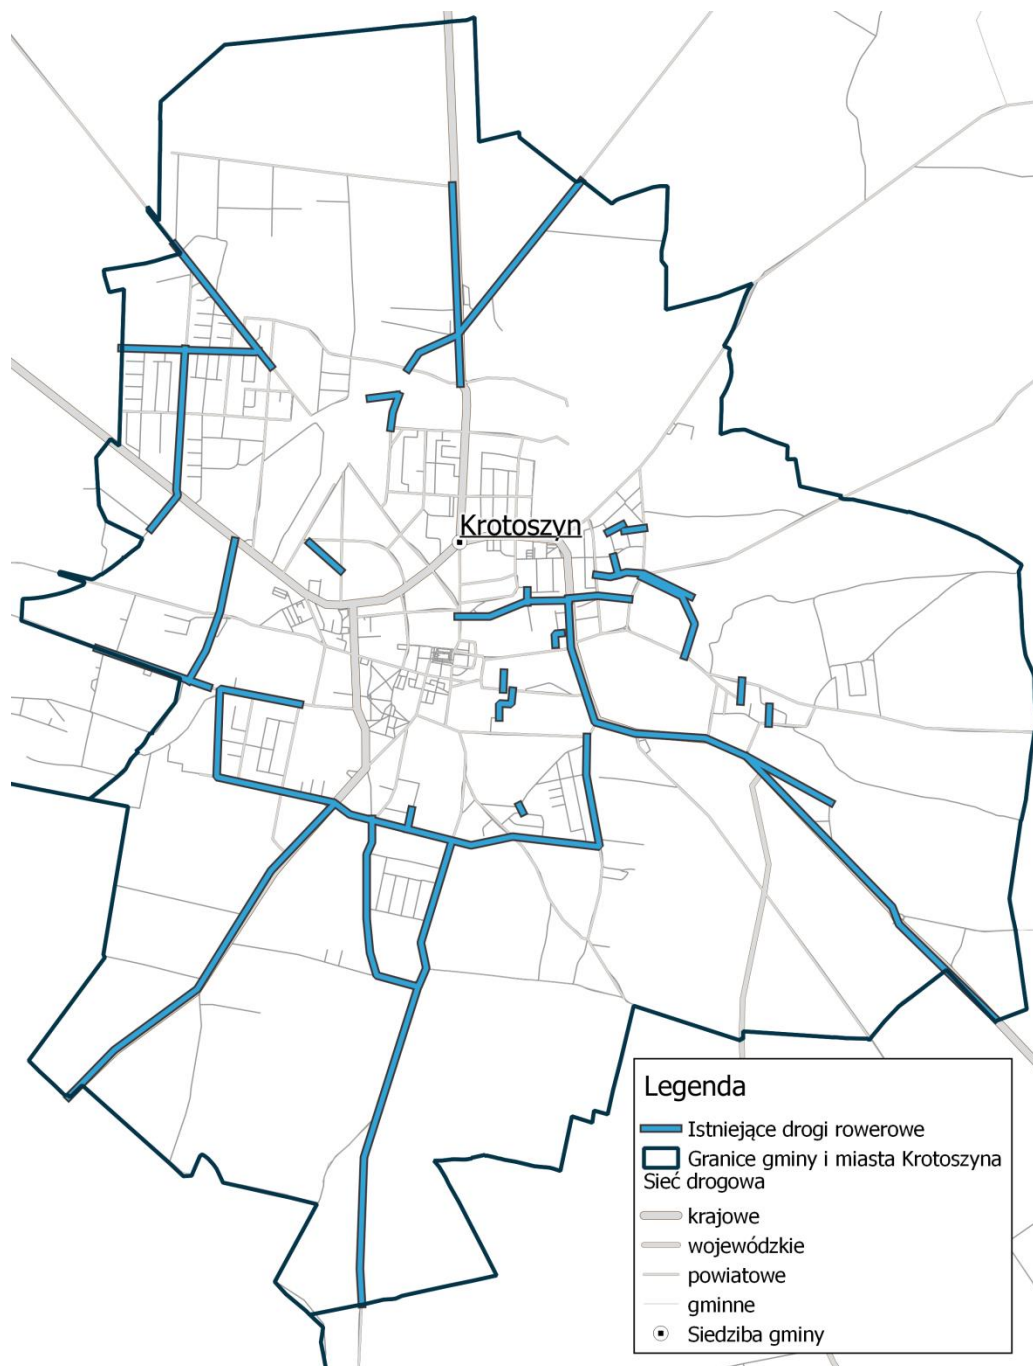 Krotoszyn
Legenda
Istniejące drogi rowerowe
Granice gminy i miasta Krotoszyna
Sieć drogowa
krajowe
wojewódzkie
powiatowe
gminne
Siedziba gminy